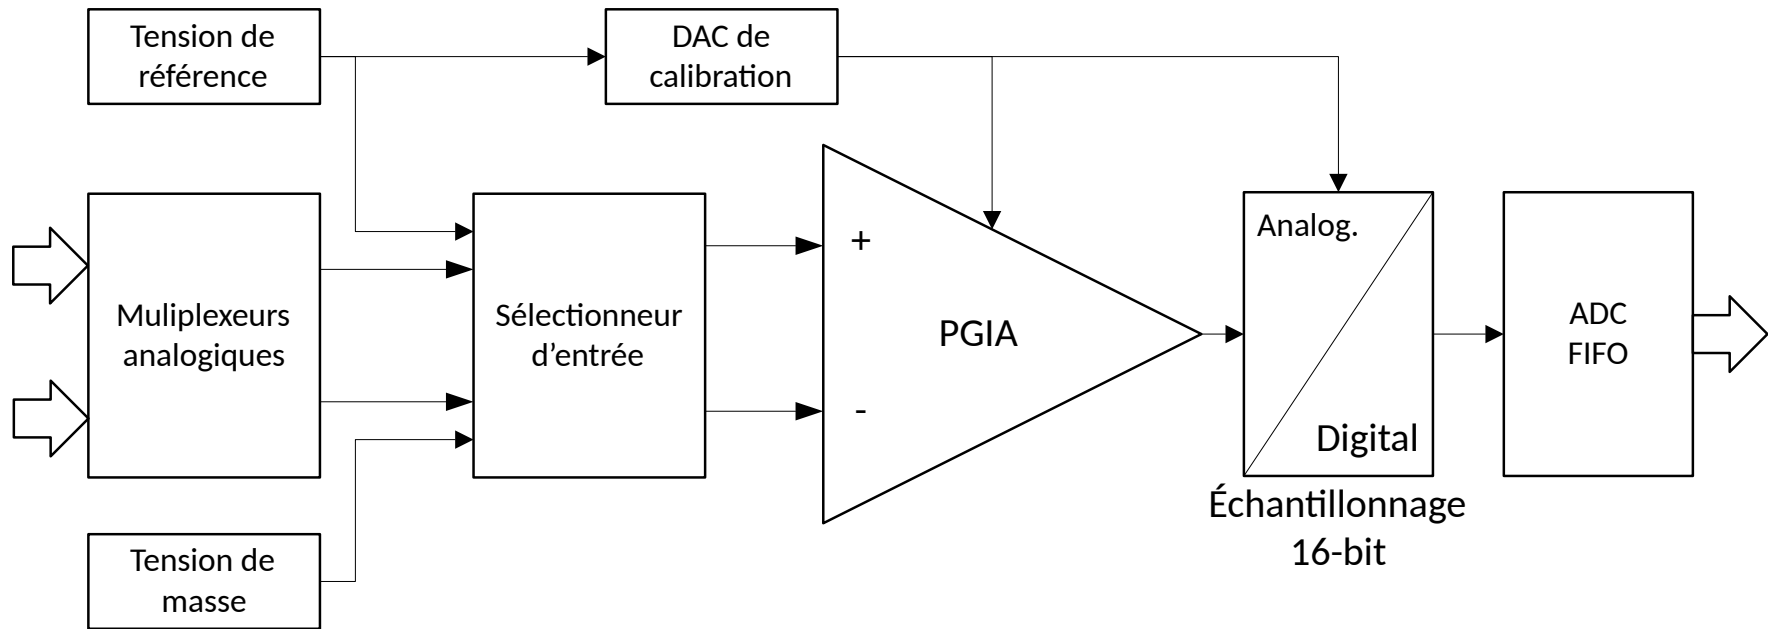 Tension de
référence
DAC de
calibration
Muliplexeurs
analogiques
Sélectionneur
d’entrée
+
PGIA
-
Analog.
Digital
Échantillonnage
16-bit
ADC
FIFO
Tension de
masse